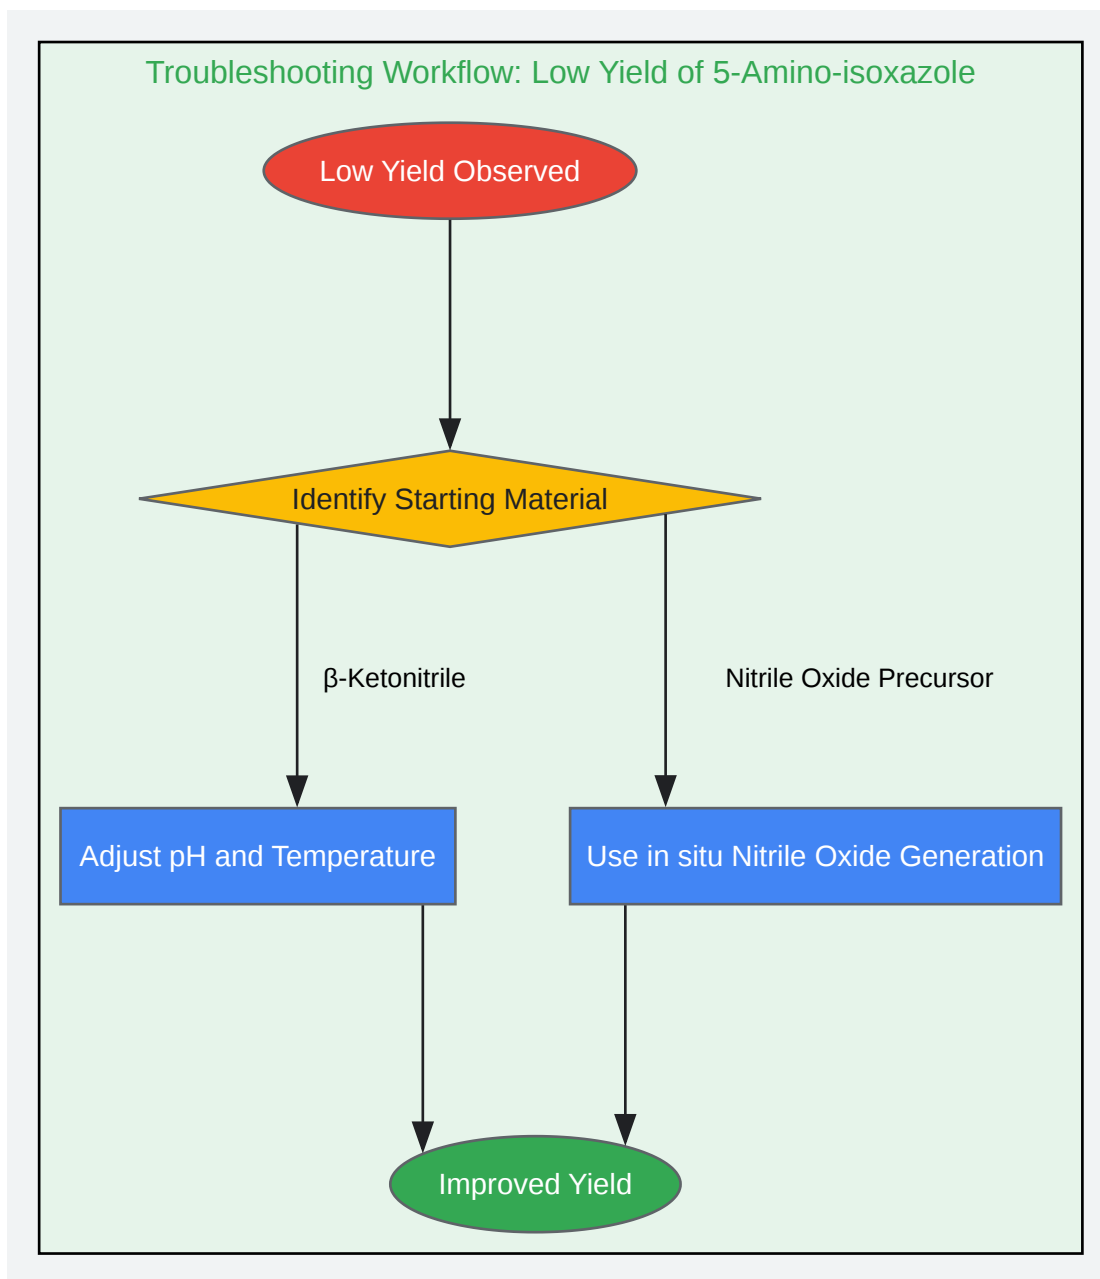 Troubleshooting Workflow: Low Yield of 5-Amino-isoxazole
Low Yield Observed
Identify Starting Material
β-Ketonitrile
Nitrile Oxide Precursor
Adjust pH and Temperature
Use in situ Nitrile Oxide Generation
Improved Yield